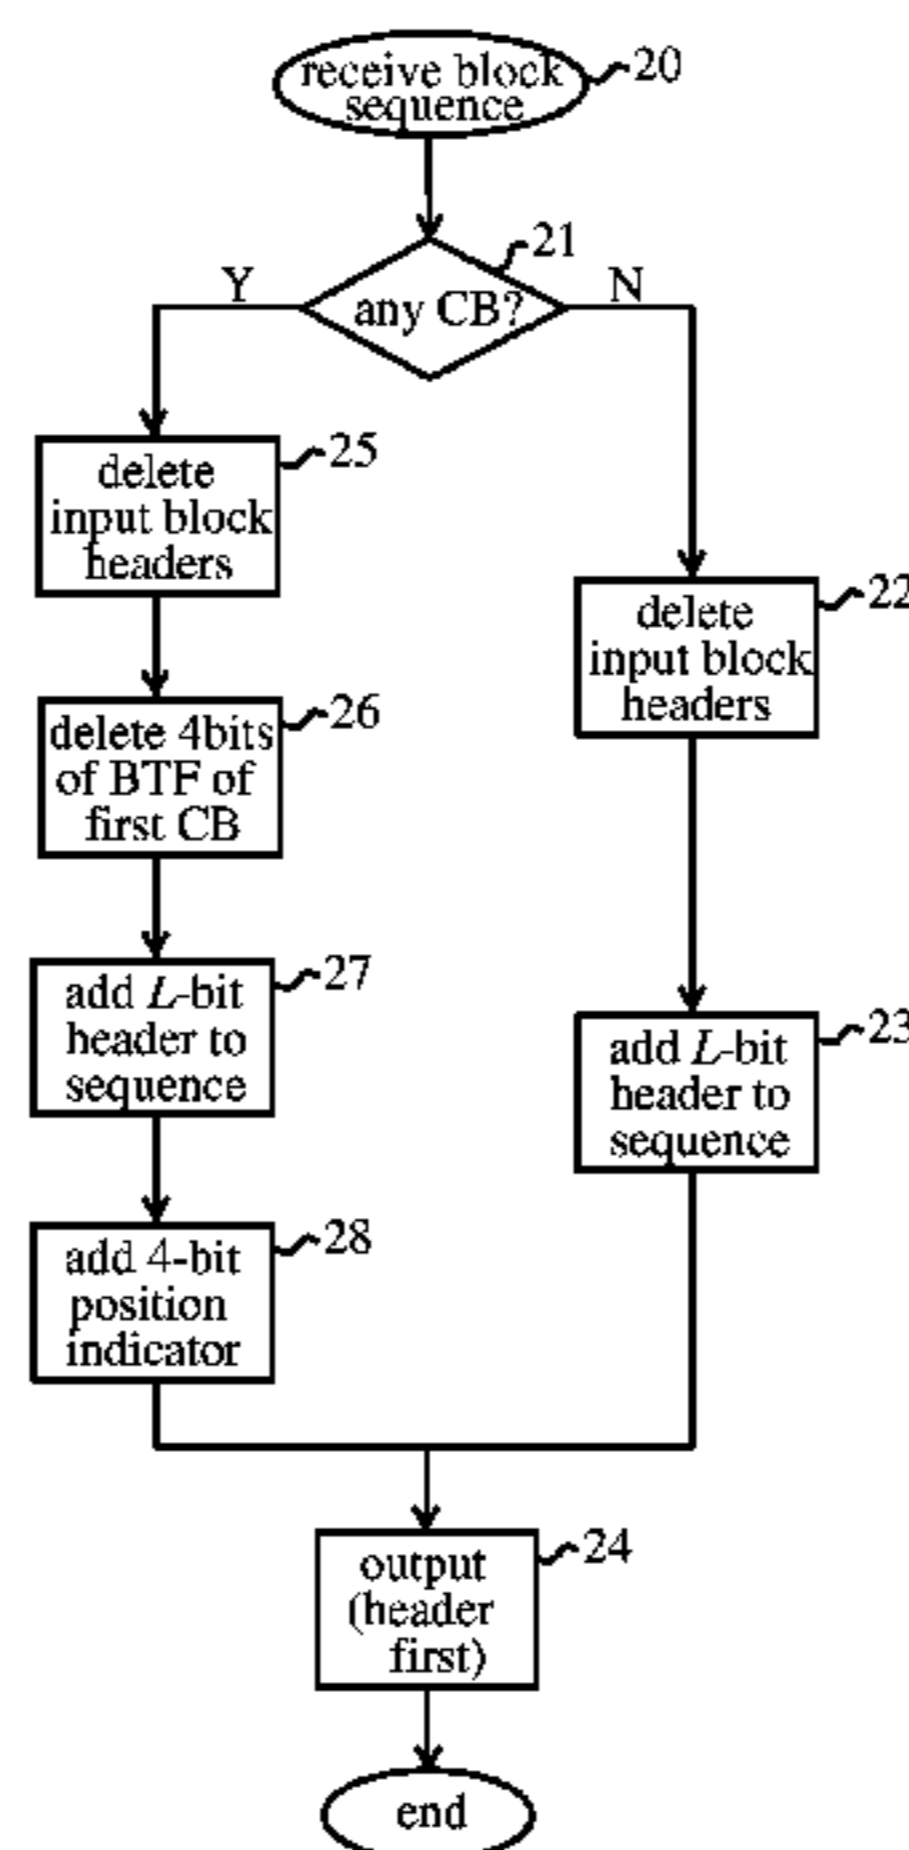 receive block
sequence
20
21
Y
any CB?
N
delete
input block
headers
25
delete
input block
headers
22
delete 4bits
of BTF of
first CB
26
add L-bit
header to
sequence
27
add L-bit
header to
sequence
23
add 4-bit
position
indicator
28
output
(header
first)
24
end